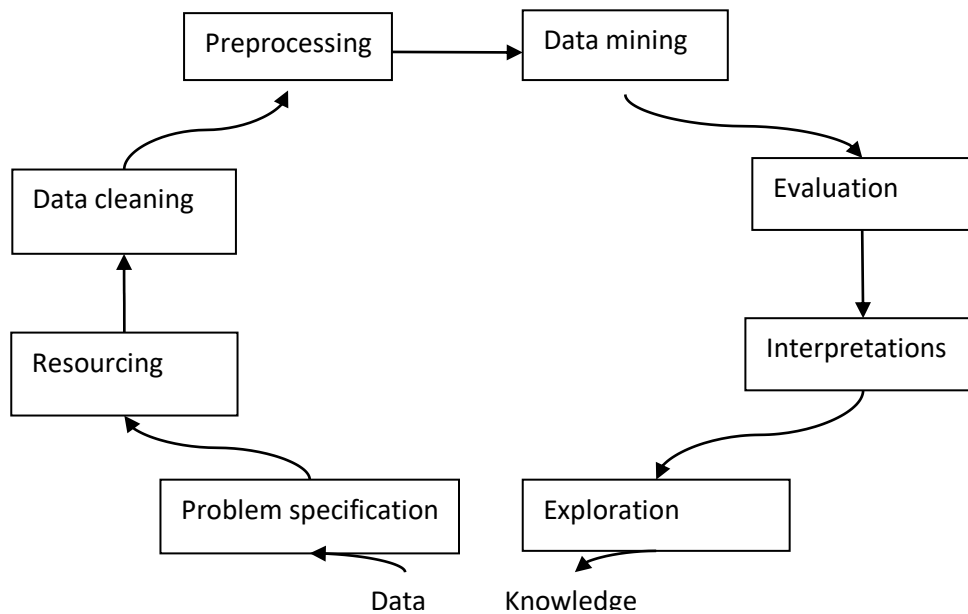 Preprocessing
Data mining
Data cleaning
Evaluation
Resourcing
Interpretations
Problem specification
Exploration
Data
Knowledge